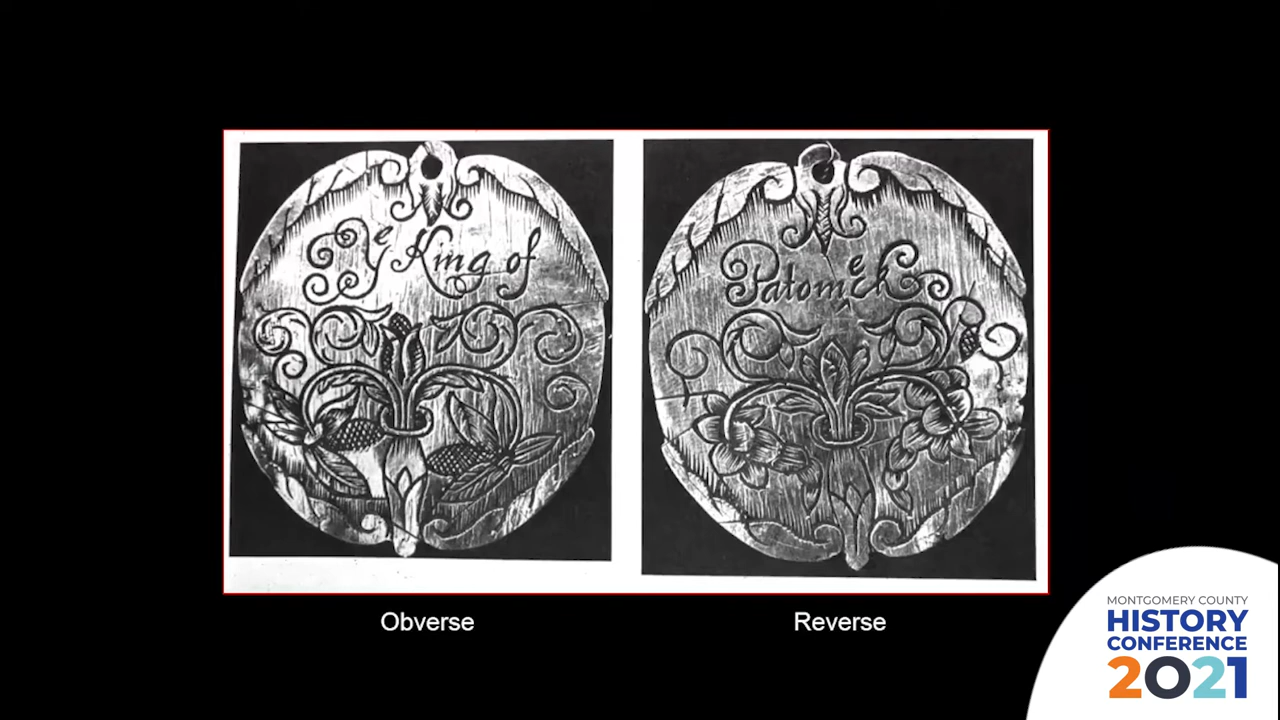 Ye King of
Patomeck
Obverse
Reverse
MONTGOMERY COUNTY
HISTORY
CONFERENCE
2021